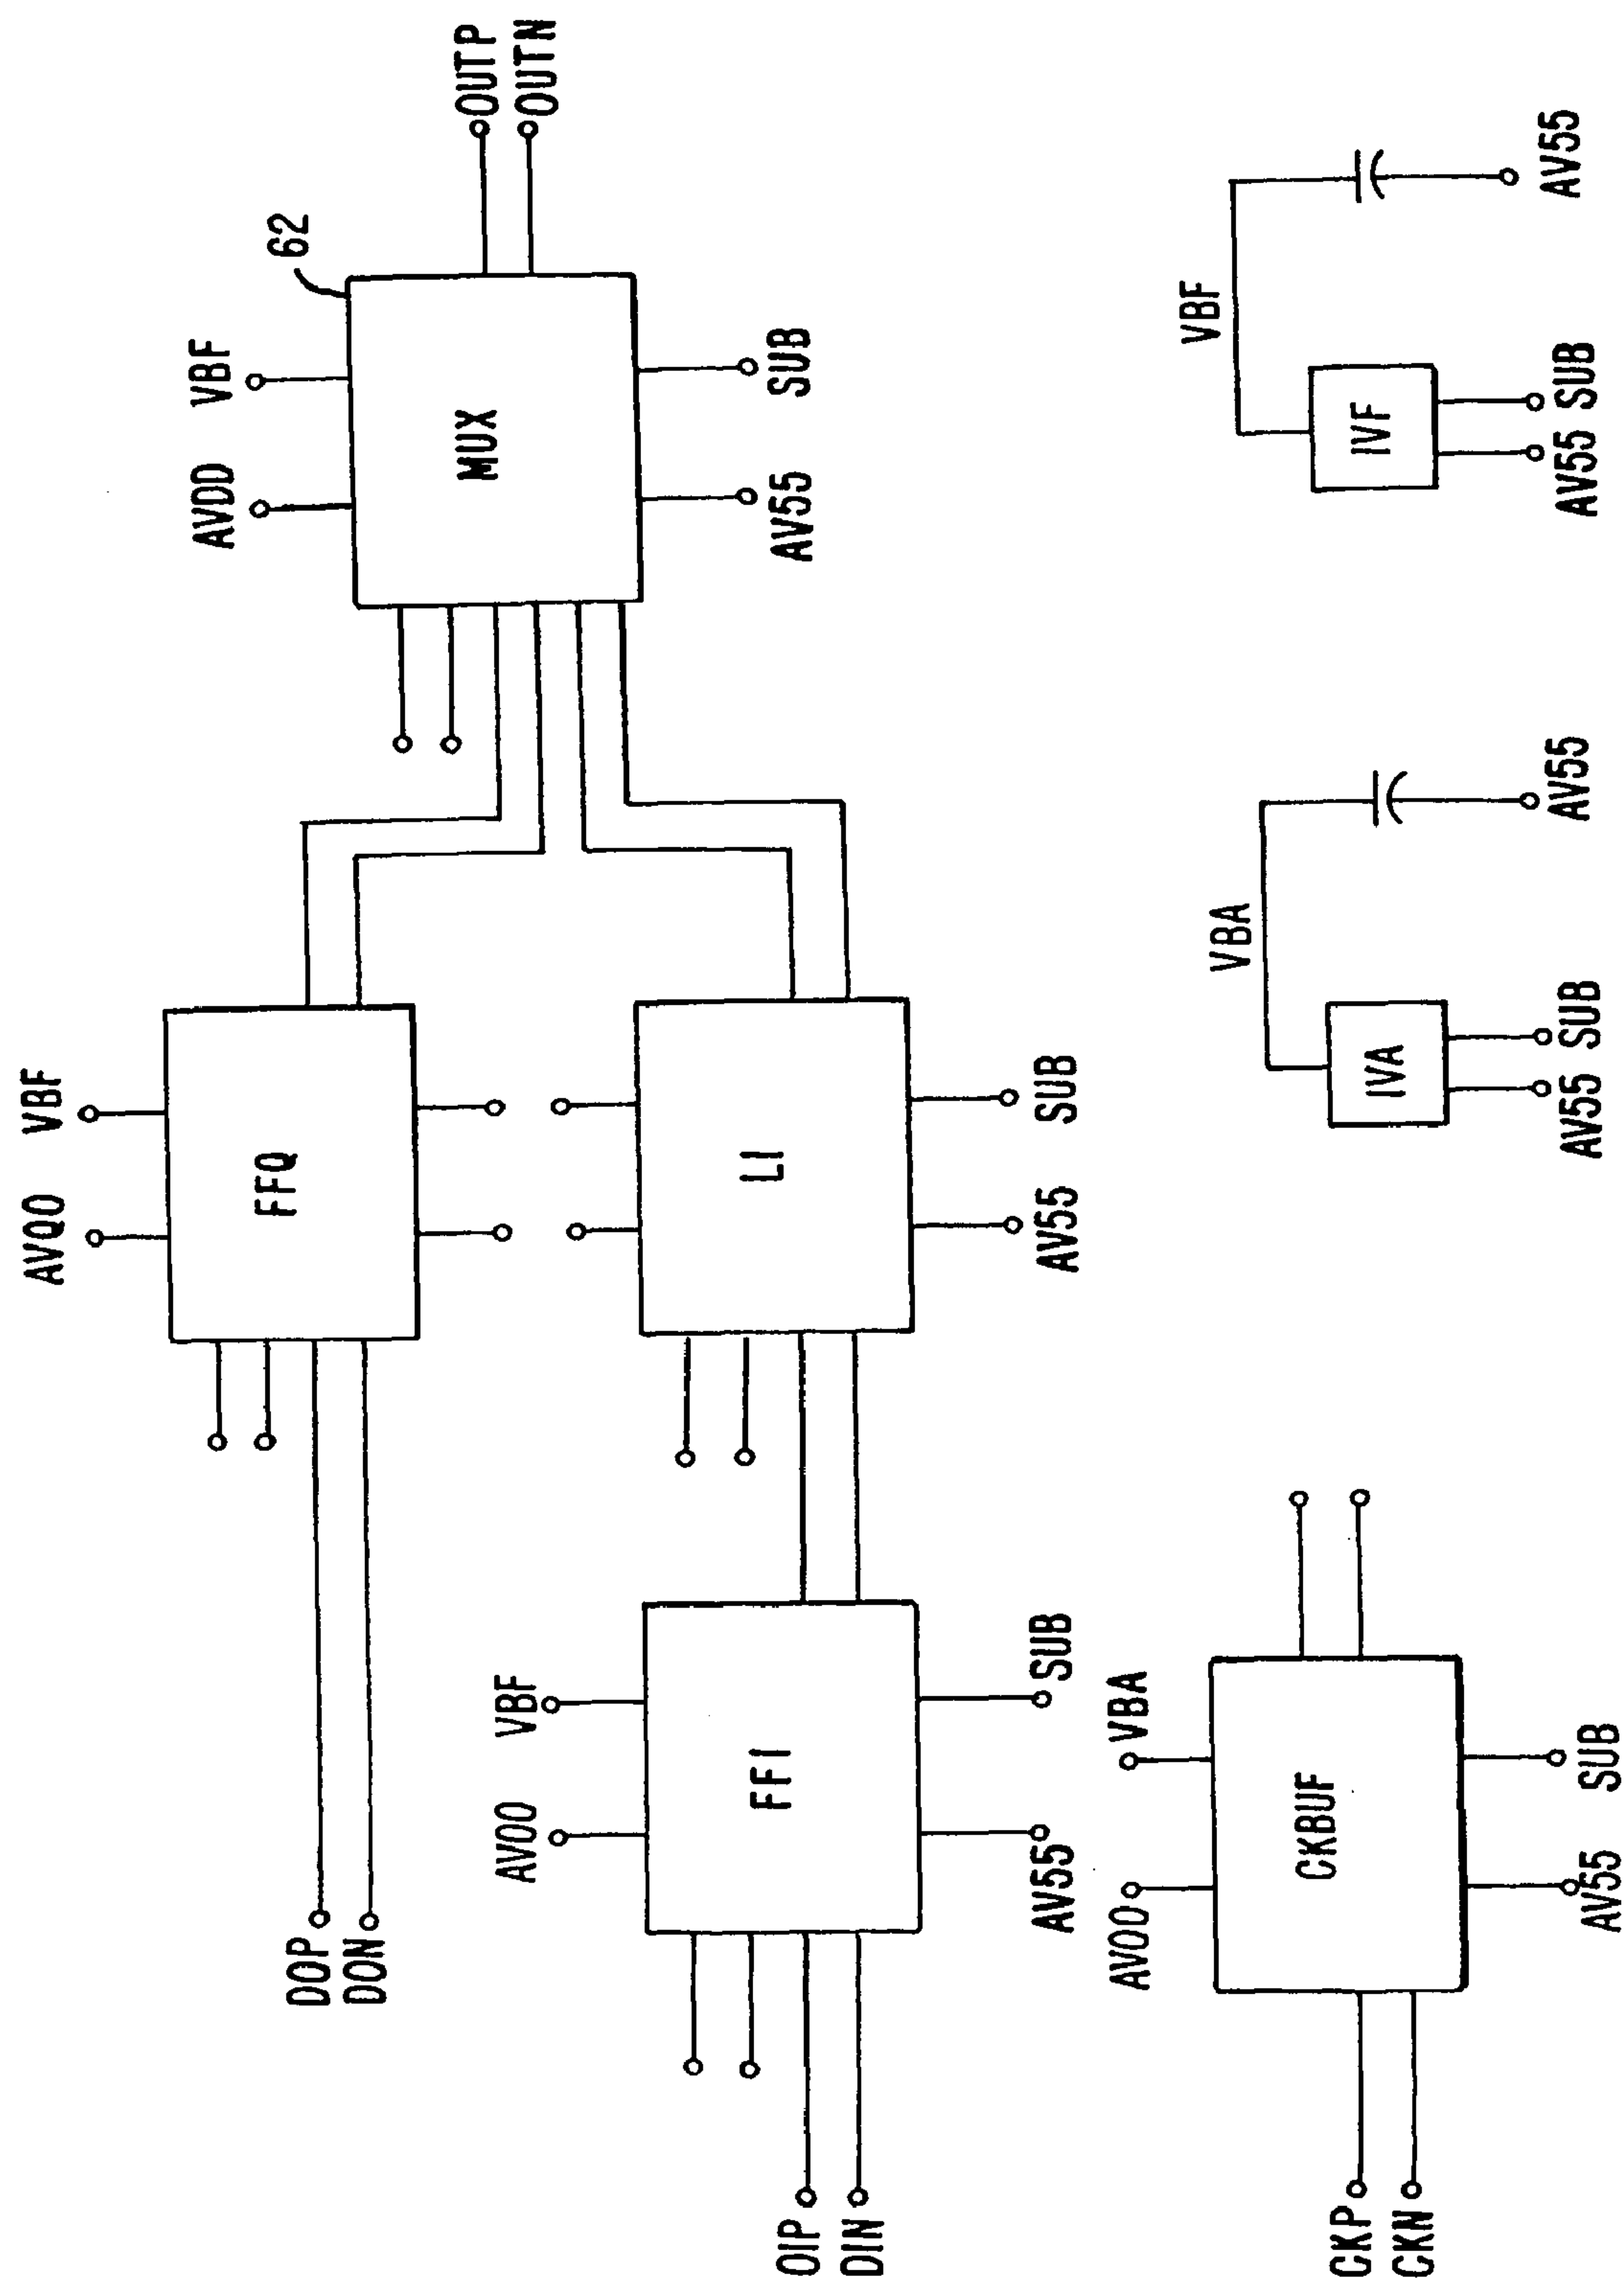 OUTP
OUTN
62
AVDD VBF
MUX
AV55 SUB
AVQO VBF
FFQ
DOP
DON
LI
AV55 SUB
AVOO VBF
FFI
AV55 SUB
OIP
DIN
AVOO VBA
CKBUF
CKP
CKN
AV55 SUB
VBA
IVA
AV55 SUB
AV55
VBF
IVF
AV55 SUB
AV55